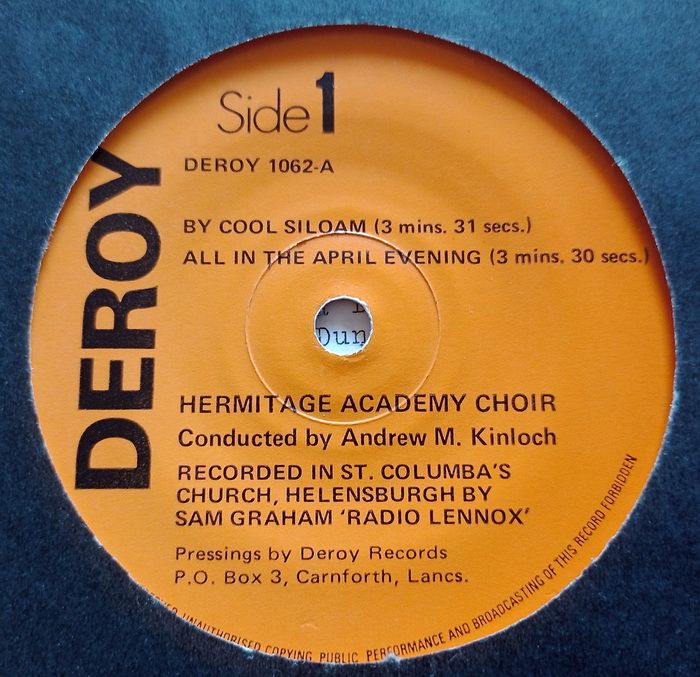 Side 1
DEROY 1062-A
DEROY
BY COOL SILOAM (3 mins. 31 secs.)
ALL IN THE APRIL EVENING (3 mins. 30 secs.)
Dun
HERMITAGE ACADEMY CHOIR
Conducted by Andrew M. Kinloch
RECORDED IN ST. COLUMBA'S
CHURCH, HELENSBURGH BY
SAM GRAHAM 'RADIO LENNOX'
Pressings by Deroy Records
P.O. Box 3, Carnforth, Lancs.
UNAUTHORISED COPYING PUBLIC PERFORMANCE AND BROADCASTING OF THIS RECORD FORBIDDEN